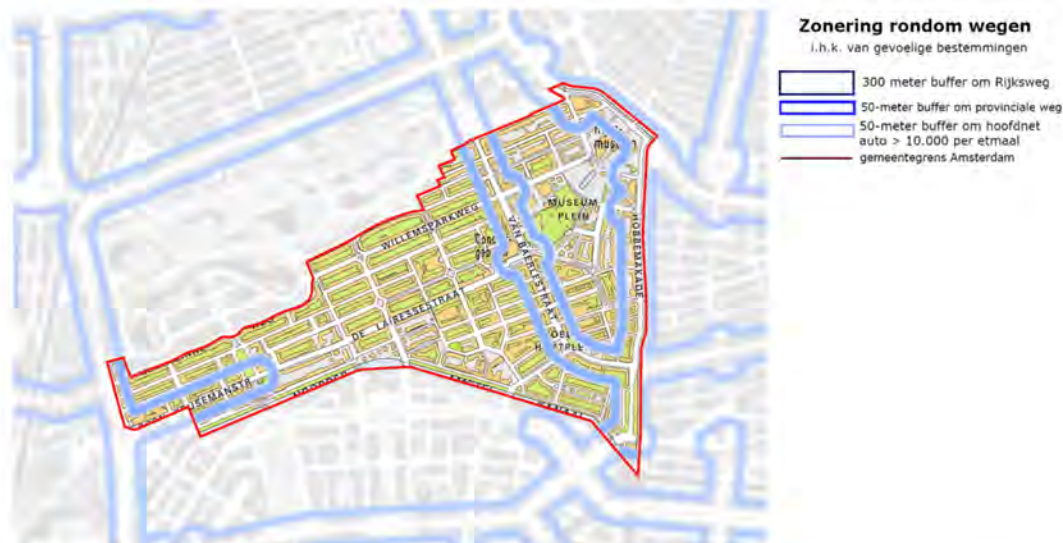 Zonering rondom wegen
i.h.k. van gevoelige bestemmingen
300 meter buffer om Rijksweg
50-meter buffer om provinciale weg
50-meter buffer om hoofdnet
auto > 10.000 per etmaal
gemeentegrens Amsterdam
MUSEUM
PLEIN
WILLEMSPARKWEG
VAN BAERLESTRAAT
HOBBEMAKADE
DE LAIRESSESTRAAT